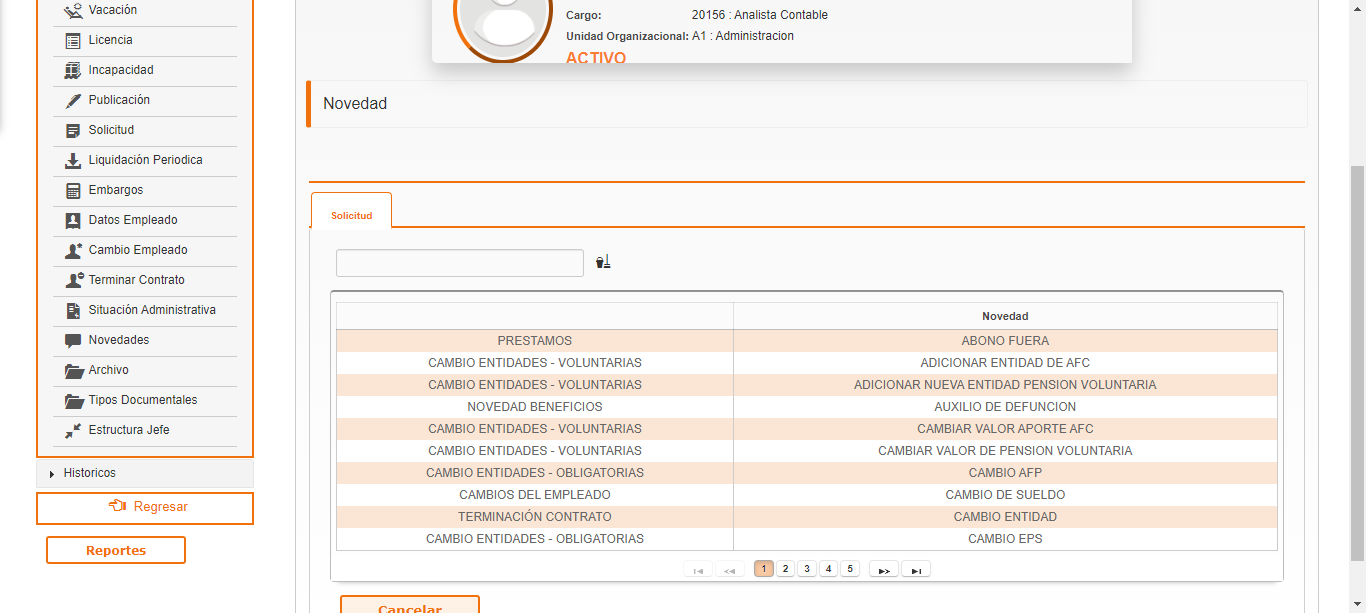 Vacación
Licencia
Incapacidad
Publicación
Solicitud
Liquidación Periodica
Embargos
Datos Empleado
Cambio Empleado
Terminar Contrato
Situación Administrativa
Novedades
Archivo
Tipos Documentales
Estructura Jefe
Historicos
Regresar
Reportes
Cargo: 20156 : Analista Contable
Unidad Organizacional: A1 : Administracion
ACTIVO
Novedad
Solicitud
Novedad
PRESTAMOS ABONO FUERA
CAMBIO ENTIDADES - VOLUNTARIAS ADICIONAR ENTIDAD DE AFC
CAMBIO ENTIDADES - VOLUNTARIAS ADICIONAR NUEVA ENTIDAD PENSION VOLUNTARIA
NOVEDAD BENEFICIOS AUXILIO DE DEFUNCION
CAMBIO ENTIDADES - VOLUNTARIAS CAMBIAR VALOR APORTE AFC
CAMBIO ENTIDADES - VOLUNTARIAS CAMBIAR VALOR DE PENSION VOLUNTARIA
CAMBIO ENTIDADES - OBLIGATORIAS CAMBIO AFP
CAMBIOS DEL EMPLEADO CAMBIO DE SUELDO
TERMINACIÓN CONTRATO CAMBIO ENTIDAD
CAMBIO ENTIDADES - OBLIGATORIAS CAMBIO EPS
1 2 3 4 5
Cancelar